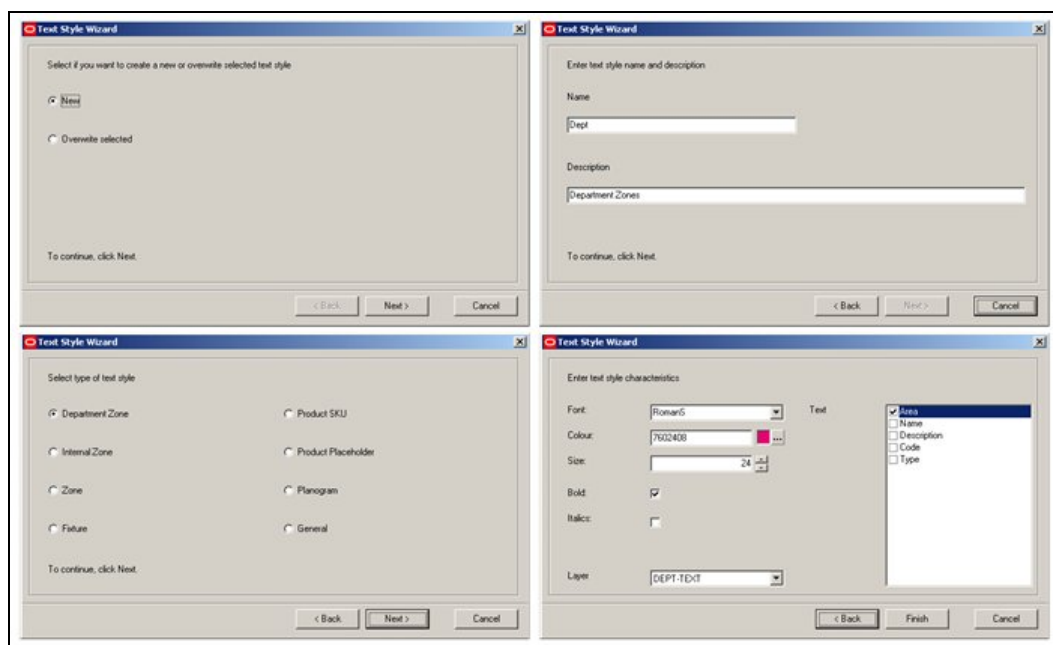 Text Style Wizard
Select if you want to create a new or overwrite selected text style
New
Overwrite selected
To continue, click Next.
< Back Next > Cancel
Text Style Wizard
Enter text style name and description
Name
Dept
Description
Department Zones
To continue, click Next.
< Back Next > Cancel
Text Style Wizard
Select type of text style
Department Zone Product SKU
Internal Zone Product Placeholder
Zone Planogram
Fixture General
To continue, click Next.
< Back Next > Cancel
Text Style Wizard
Enter text style characteristics
Font: RomanS Text Area
Name
Description
Code
Type
Colour: 7602408 ...
Size: 24
Bold:
Italics:
Layer DEPT-TEXT
< Back Finish Cancel